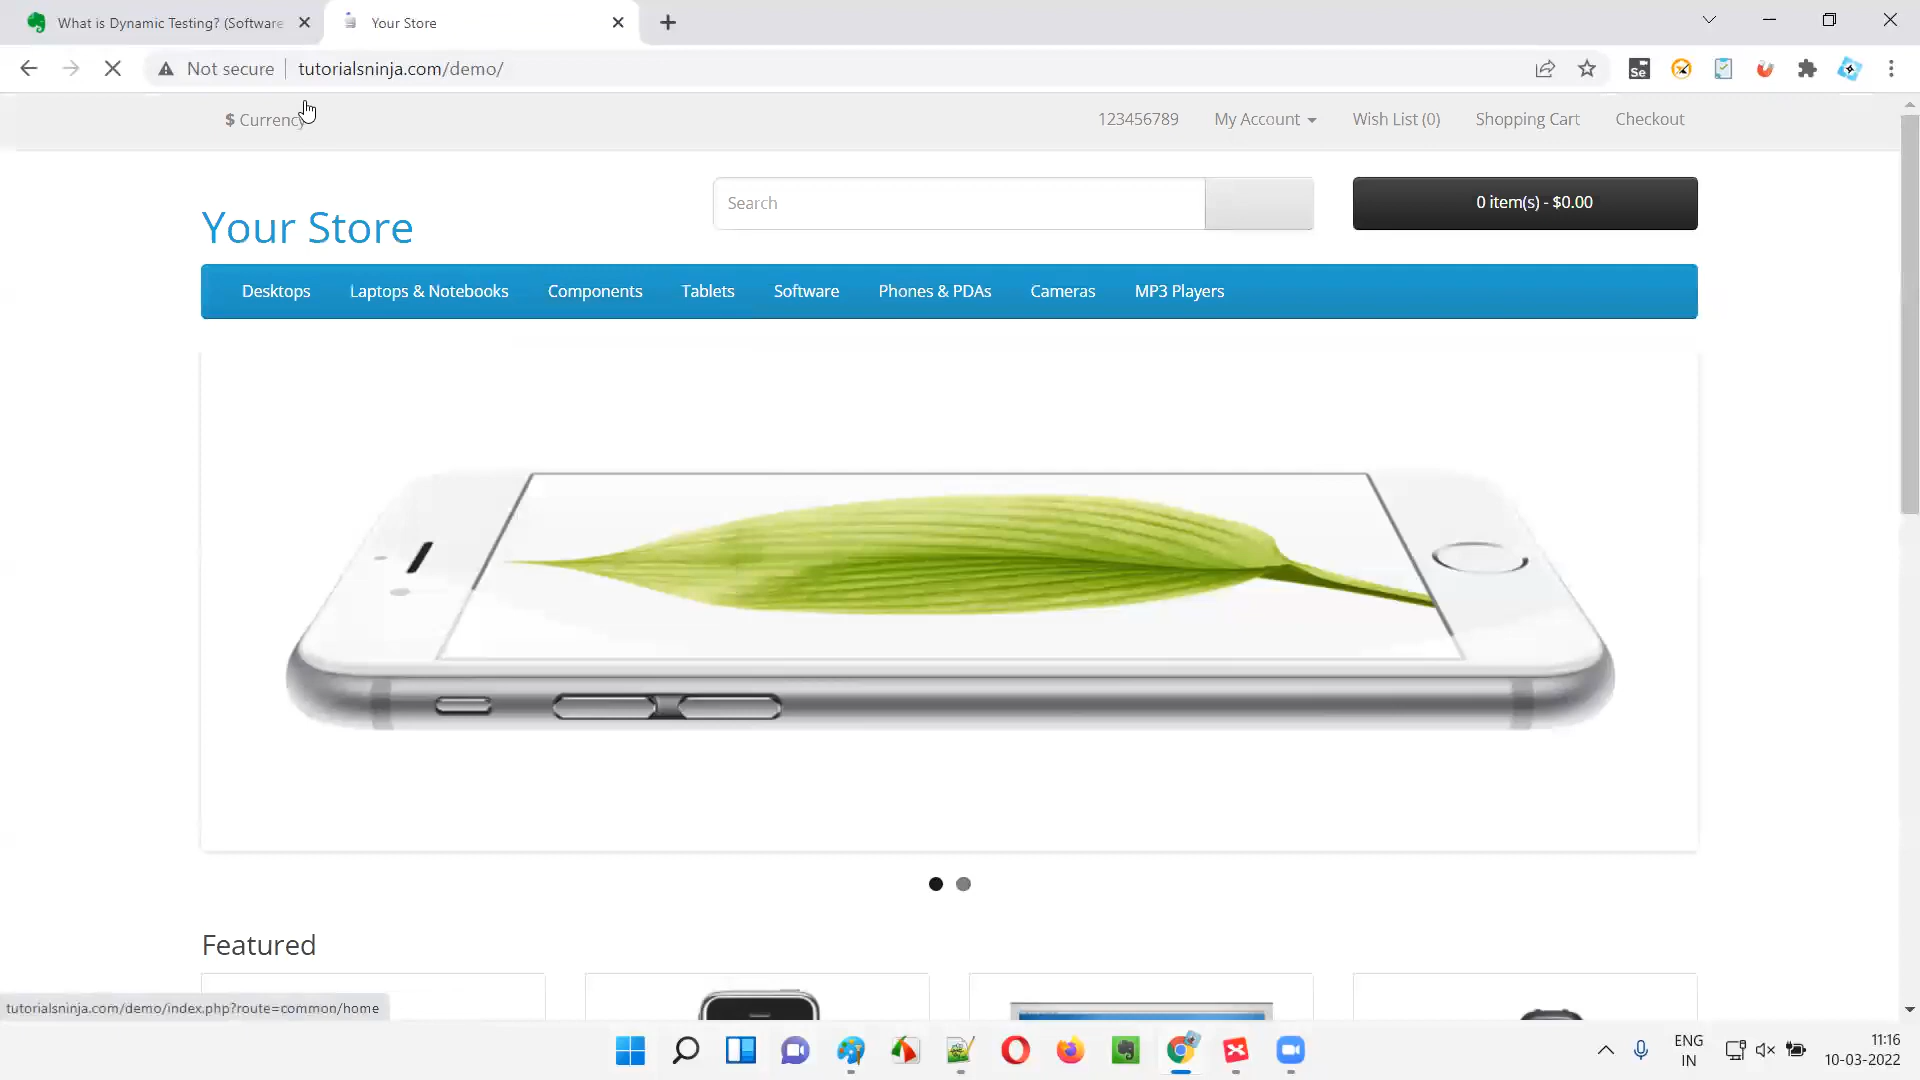 What is Dynamic Testing? (Software
Your Store
Not secure
tutorialsninja.com/demo/
$ Currency
123456789
My Account
Wish List (0)
Shopping Cart
Checkout
Your Store
Search
0 item(s) - $0.00
Desktops
Laptops & Notebooks
Components
Tablets
Software
Phones & PDAs
Cameras
MP3 Players
Featured
tutorialsninja.com/demo/index.php?route=common/home
Se
ENG
IN
11:16
10-03-2022